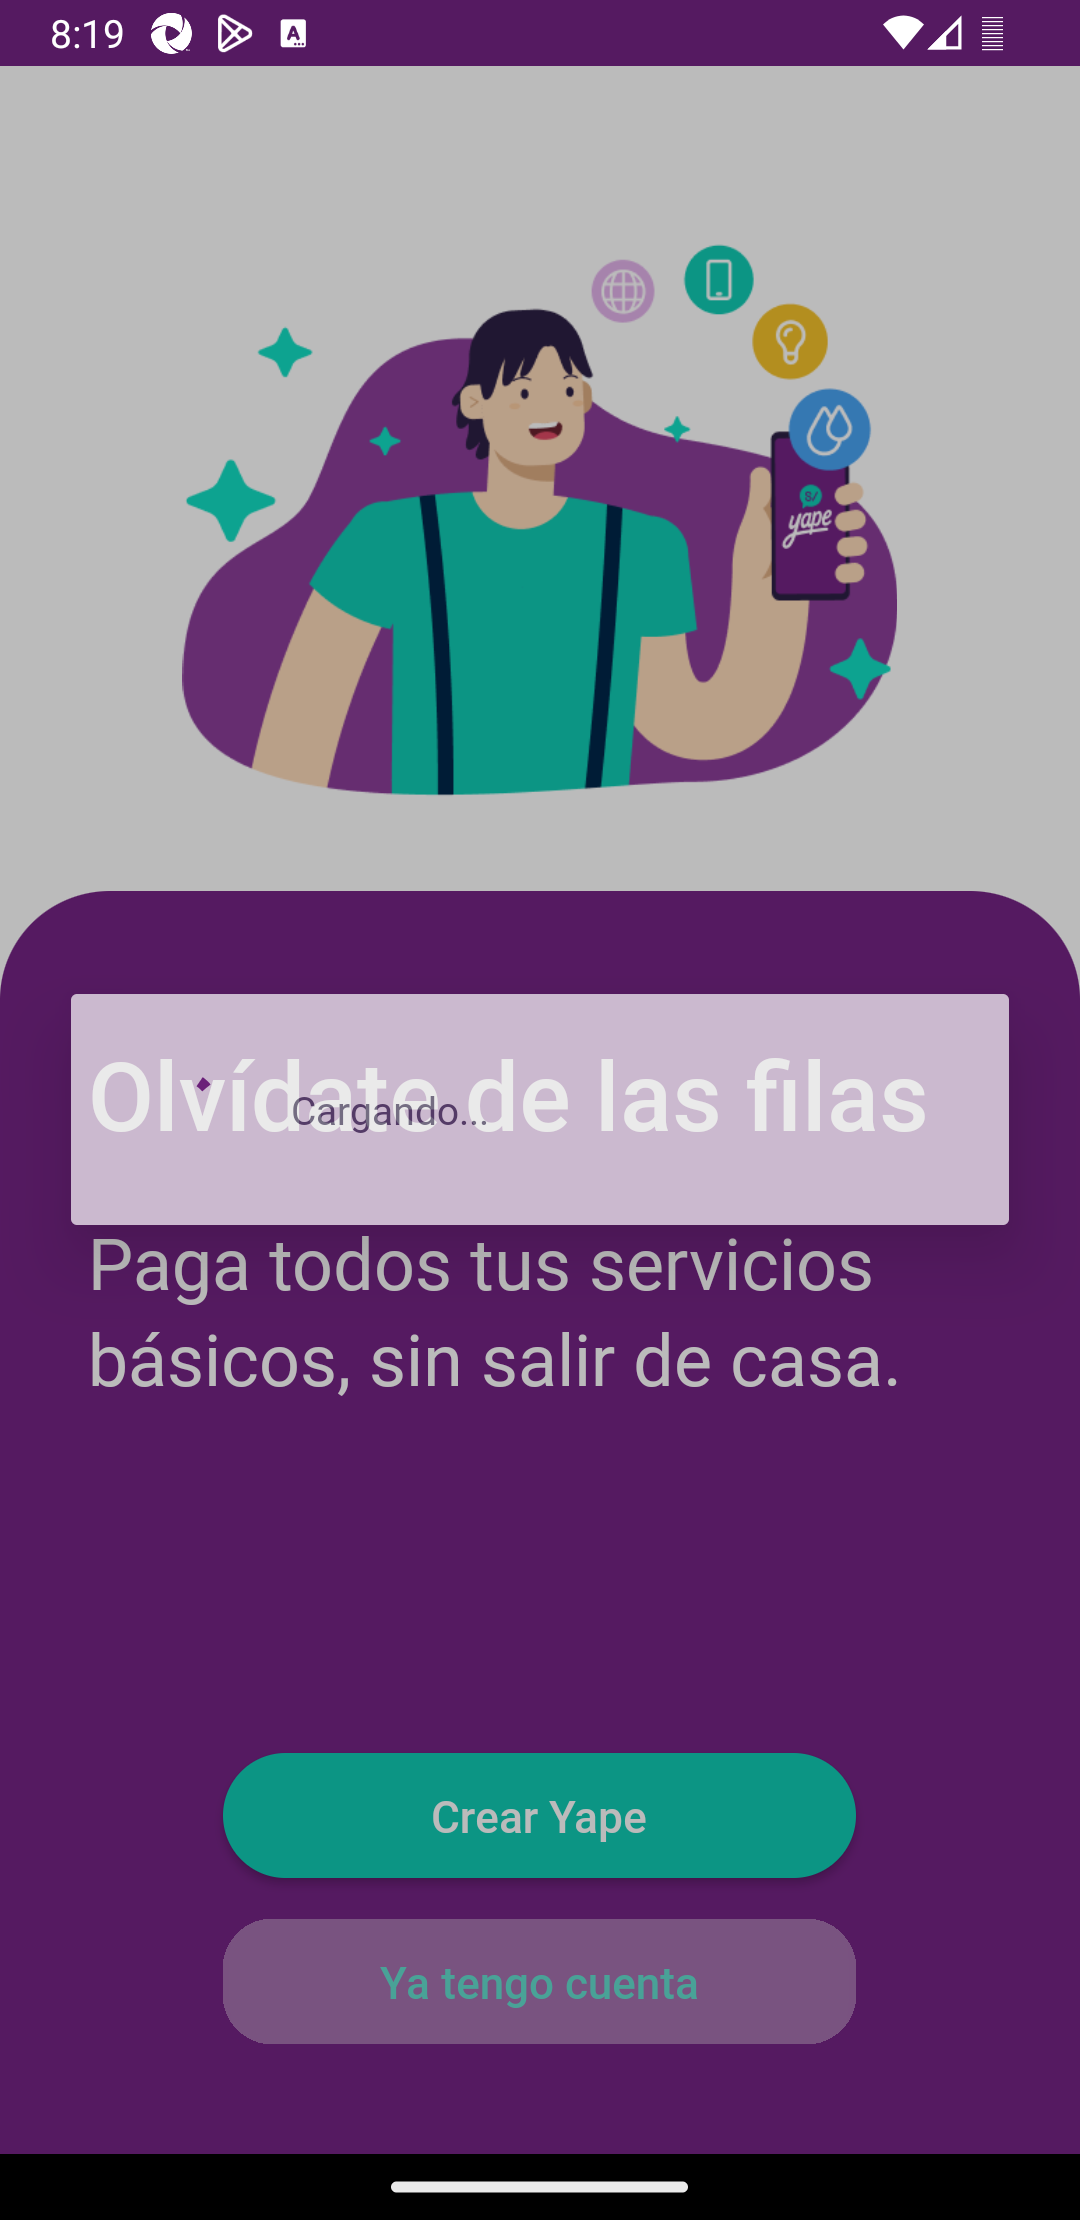 8:19
A
S/
yape
Olvídate de las filas
Cargando...
Paga todos tus servicios
básicos, sin salir de casa.
Crear Yape
Ya tengo cuenta